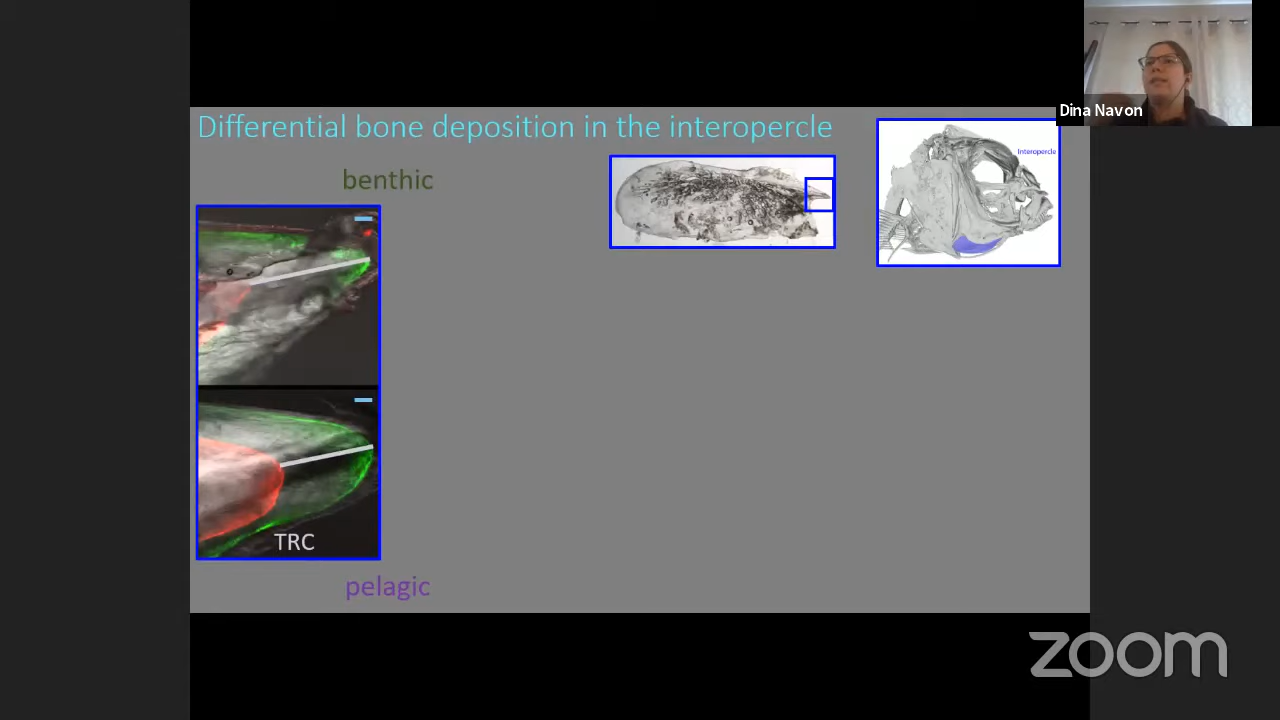 Dina Navon
Differential bone deposition in the interopercle
Interopercle
benthic
TRC
pelagic
zoom